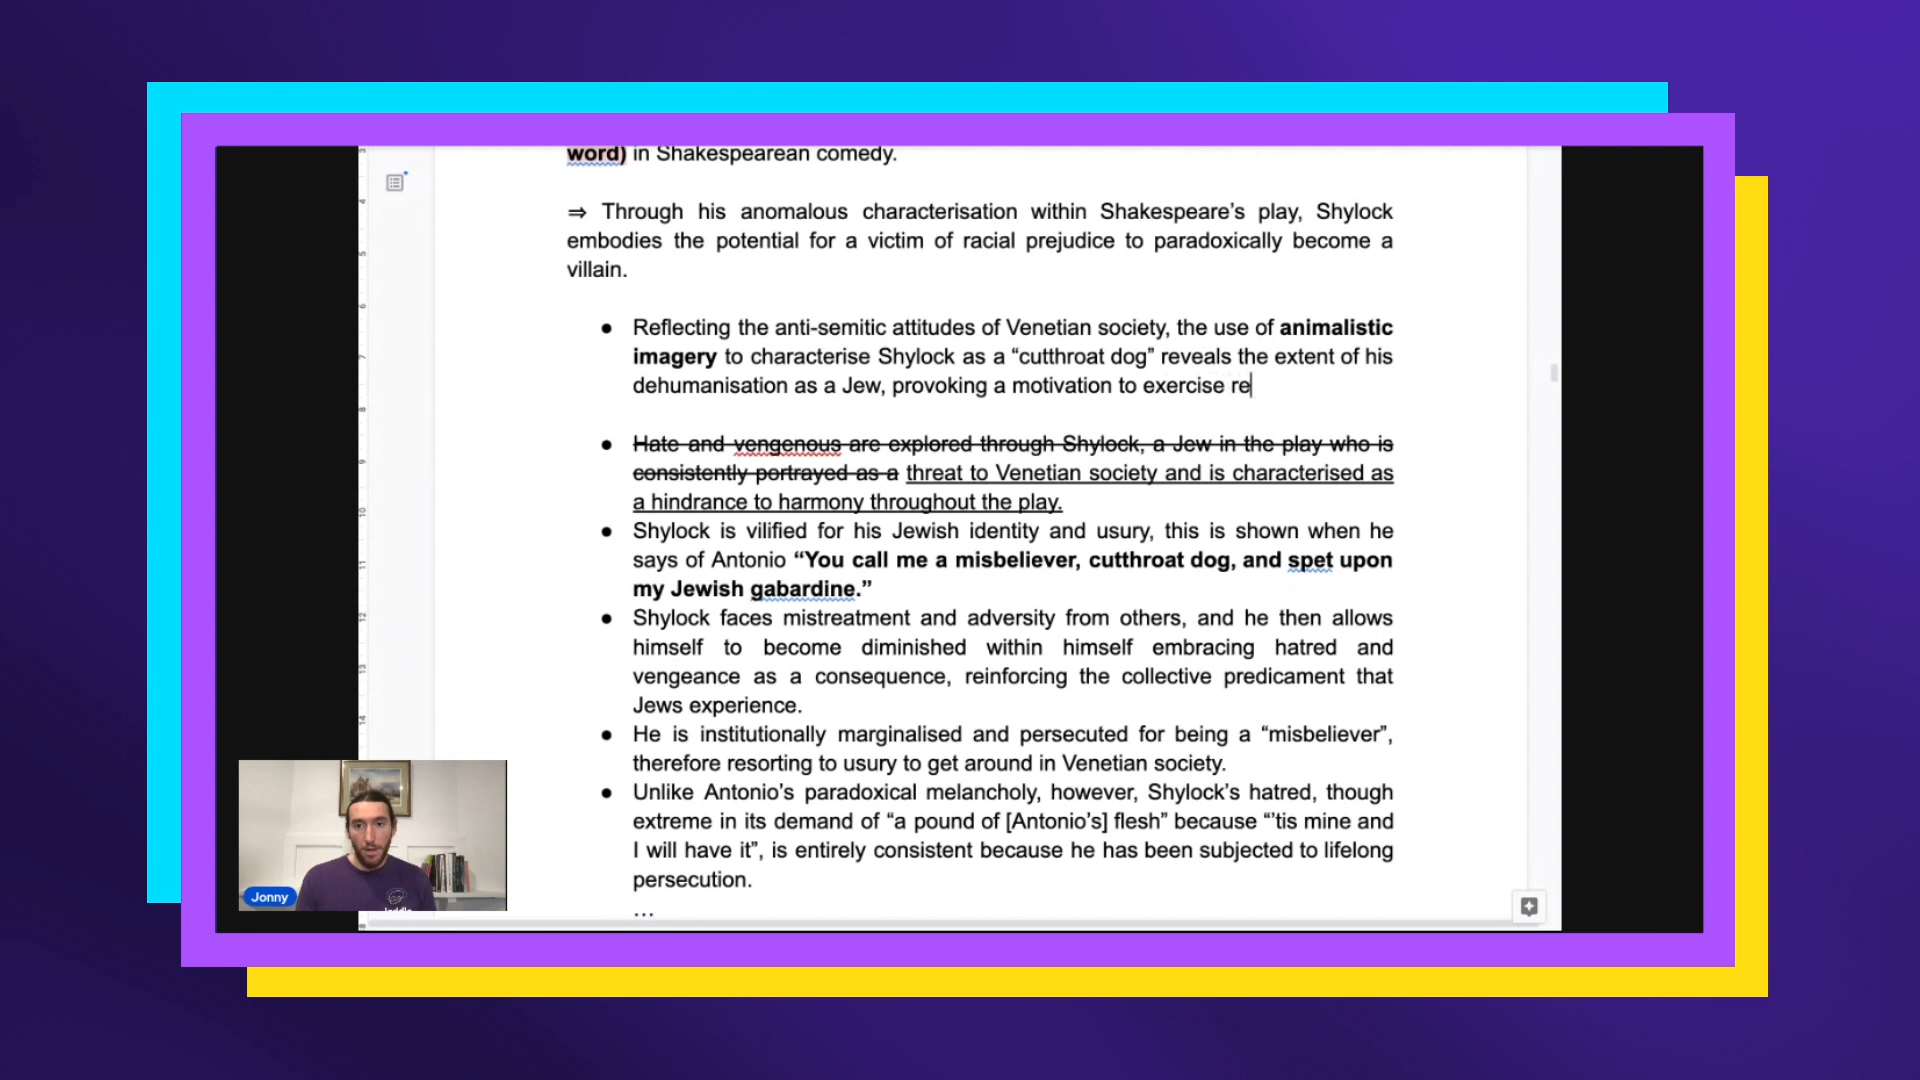 word) in Shakespearean comedy.
⇒ Through his anomalous characterisation within Shakespeare’s play, Shylock
embodies the potential for a victim of racial prejudice to paradoxically become a
villain.
● Reflecting the anti-semitic attitudes of Venetian society, the use of animalistic
imagery to characterise Shylock as a “cutthroat dog” reveals the extent of his
dehumanisation as a Jew, provoking a motivation to exercise re
● Hate and vengenous are explored through Shylock, a Jew in the play who is
consistently portrayed as a threat to Venetian society and is characterised as
a hindrance to harmony throughout the play.
● Shylock is vilified for his Jewish identity and usury, this is shown when he
says of Antonio “You call me a misbeliever, cutthroat dog, and spet upon
my Jewish gabardine.”
● Shylock faces mistreatment and adversity from others, and he then allows
himself to become diminished within himself embracing hatred and
vengeance as a consequence, reinforcing the collective predicament that
Jews experience.
● He is institutionally marginalised and persecuted for being a “misbeliever”,
therefore resorting to usury to get around in Venetian society.
● Unlike Antonio’s paradoxical melancholy, however, Shylock’s hatred, though
extreme in its demand of “a pound of [Antonio’s] flesh” because “’tis mine and
I will have it”, is entirely consistent because he has been subjected to lifelong
persecution.
...
Jonny